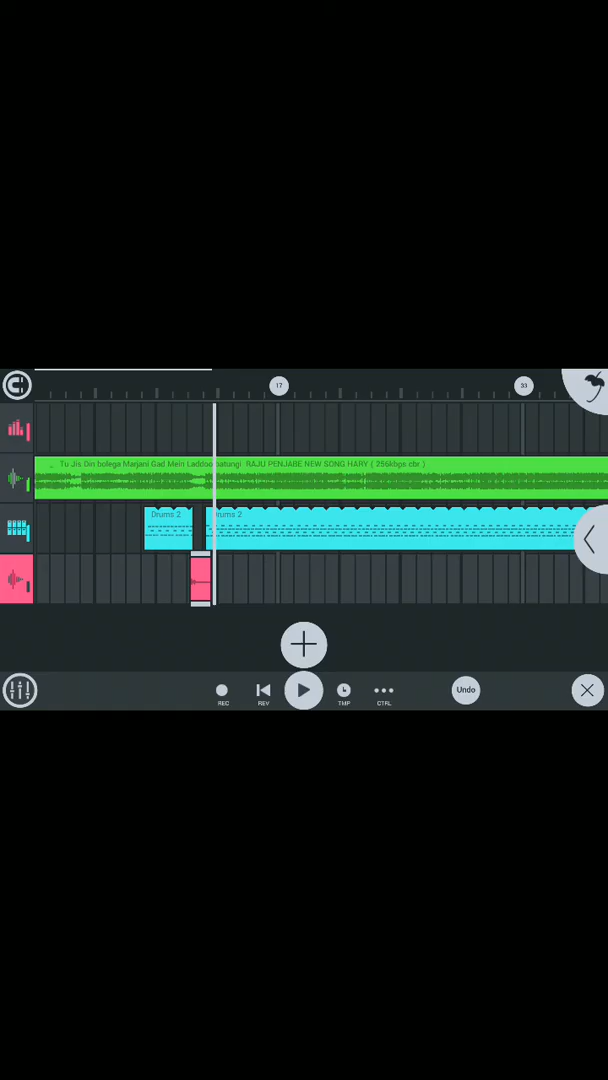 17
33
Tu Jis Din bolega Marjani Gad Mein Laddoo batangi RAJU PENJABE NEW SONG HARY ( 256kbps cbr )
Drums 2
Drums 2
Undo
REC
REV
TMP
CTRL